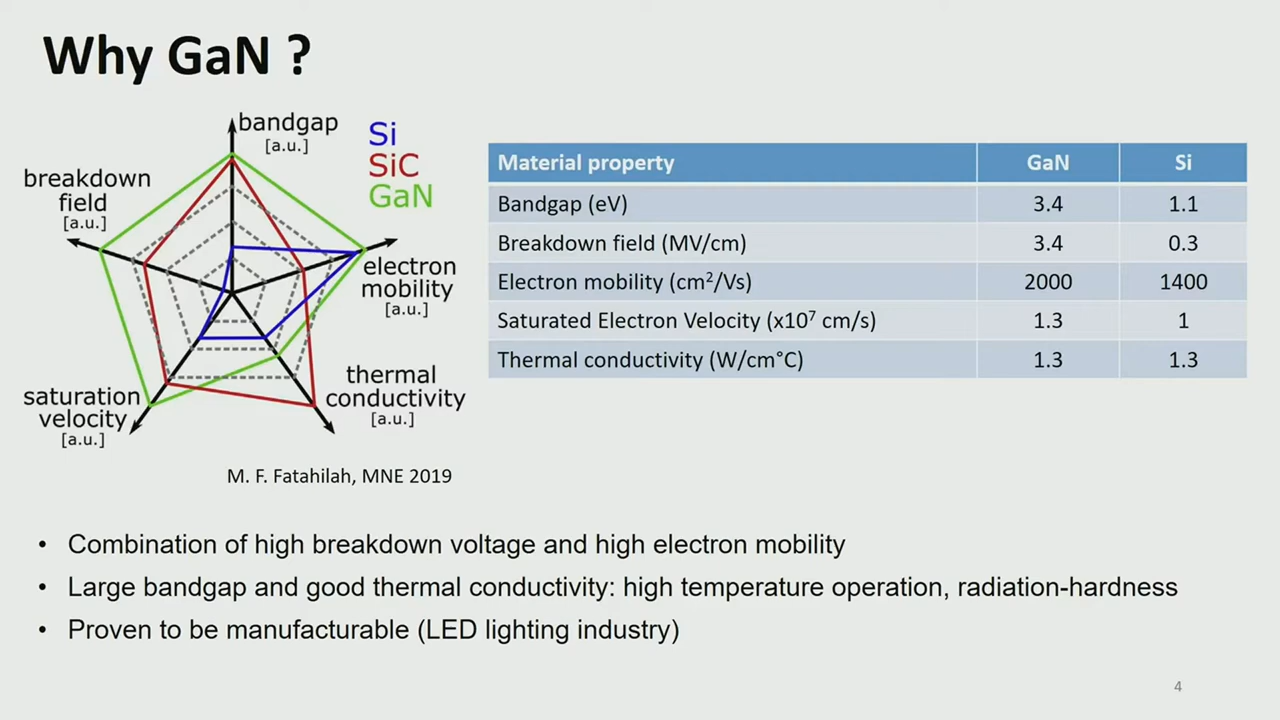 Why GaN ?
bandgap
[a.u.]
Si
SiC
GaN
breakdown
field
[a.u.]
electron
mobility
[a.u.]
thermal
conductivity
[a.u.]
saturation
velocity
[a.u.]
M. F. Fatahilah, MNE 2019
Material property GaN Si
Bandgap (eV) 3.4 1.1
Breakdown field (MV/cm) 3.4 0.3
Electron mobility (cm²/Vs) 2000 1400
Saturated Electron Velocity (x10⁷ cm/s) 1.3 1
Thermal conductivity (W/cm°C) 1.3 1.3
• Combination of high breakdown voltage and high electron mobility
• Large bandgap and good thermal conductivity: high temperature operation, radiation-hardness
• Proven to be manufacturable (LED lighting industry)
4